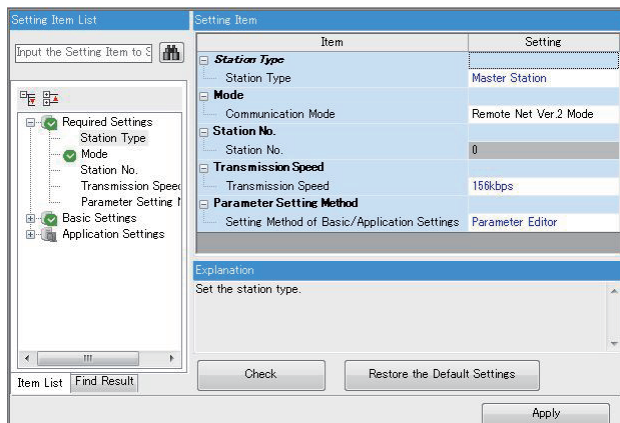 Setting Item List
Input the Setting Item to S
Required Settings
Station Type
Mode
Station No.
Transmission Speed
Parameter Setting M
Basic Settings
Application Settings
Item List
Find Result
Setting Item
Item Setting
Station Type
Station Type Master Station
Mode
Communication Mode Remote Net Ver.2 Mode
Station No.
Station No. 0
Transmission Speed
Transmission Speed 156kbps
Parameter Setting Method
Setting Method of Basic/Application Settings Parameter Editor
Explanation
Set the station type.
Check
Restore the Default Settings
Apply